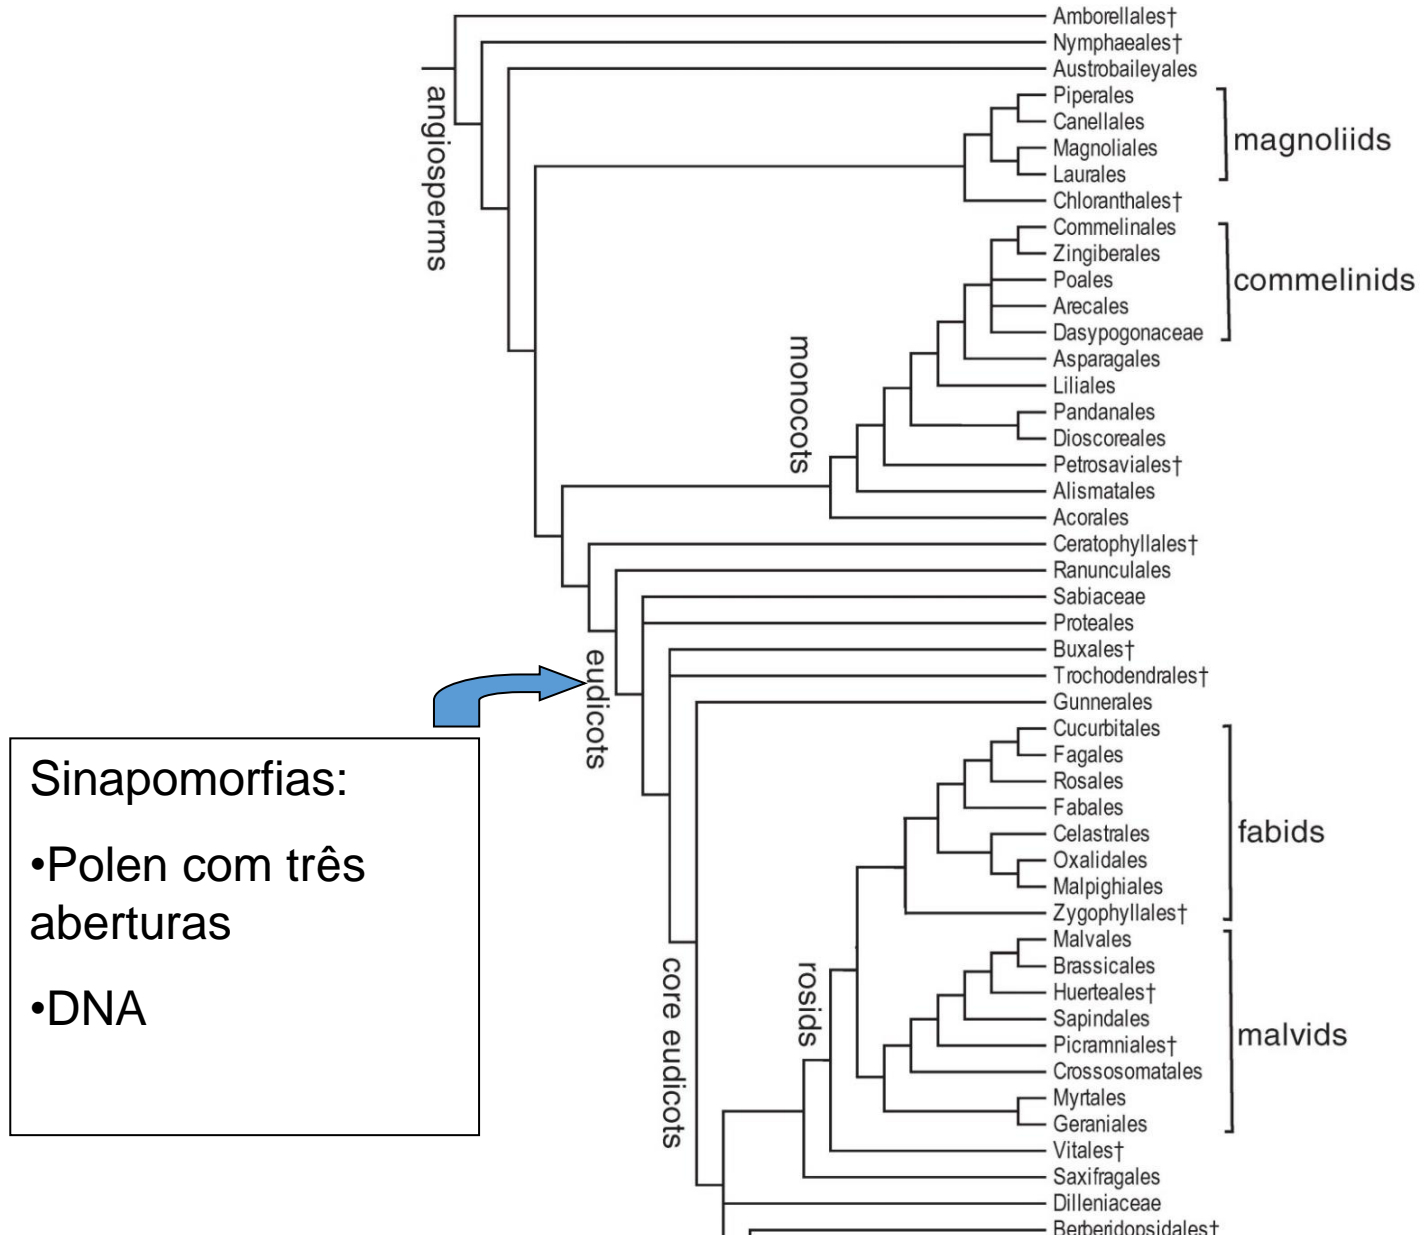 Amborellales†
Nymphaeales†
Austrobaileyales
angiosperms
Piperales
Canellales
Magnoliales
Laurales
magnoliids
Chloranthales†
Commelinales
Zingiberales
Poales
Arecales
Dasypogonaceae
commelinids
Asparagales
Liliales
Pandanales
Dioscoreales
Petrosaviales†
Alismatales
Acorales
monocots
Ceratophyllales†
Ranunculales
Sabiaceae
Proteales
Buxales†
Trochodendrales†
Gunnerales
eudicots
Sinapomorfias:
•Polen com três
aberturas
•DNA
Cucurbitales
Fagales
Rosales
Fabales
Celastrales
Oxalidales
Malpighiales
Zygophyllales†
fabids
Malvales
Brassicales
Huerteales†
Sapindales
Picramniales†
Crossosomatales
Myrtales
Geraniales
malvids
Vitales†
rosids
Saxifragales
core eudicots
Dilleniaceae
Berberidopsidales†